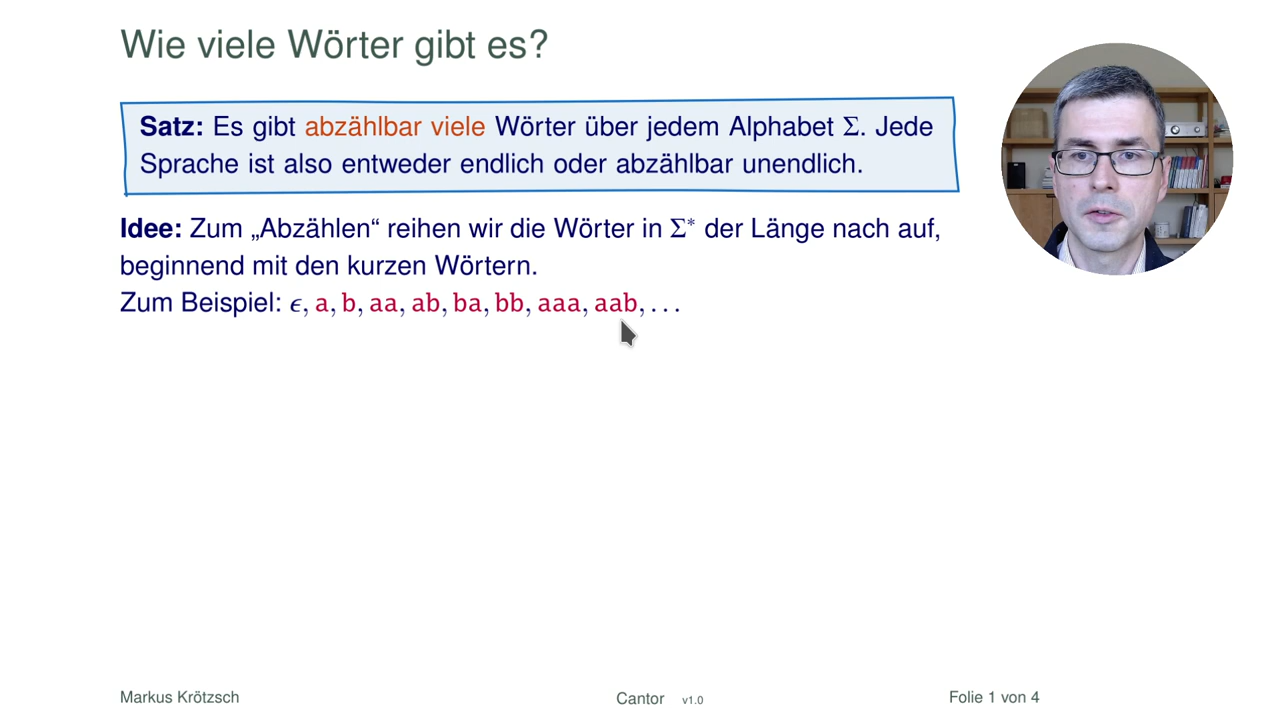 Wie viele Wörter gibt es?
Satz: Es gibt abzählbar viele Wörter über jedem Alphabet Σ. Jede
Sprache ist also entweder endlich oder abzählbar unendlich.
Idee: Zum „Abzählen“ reihen wir die Wörter in Σ* der Länge nach auf,
beginnend mit den kurzen Wörtern.
Zum Beispiel: ϵ, a, b, aa, ab, ba, bb, aaa, aab, . . .
Markus Krötzsch Cantor v1.0 Folie 1 von 4